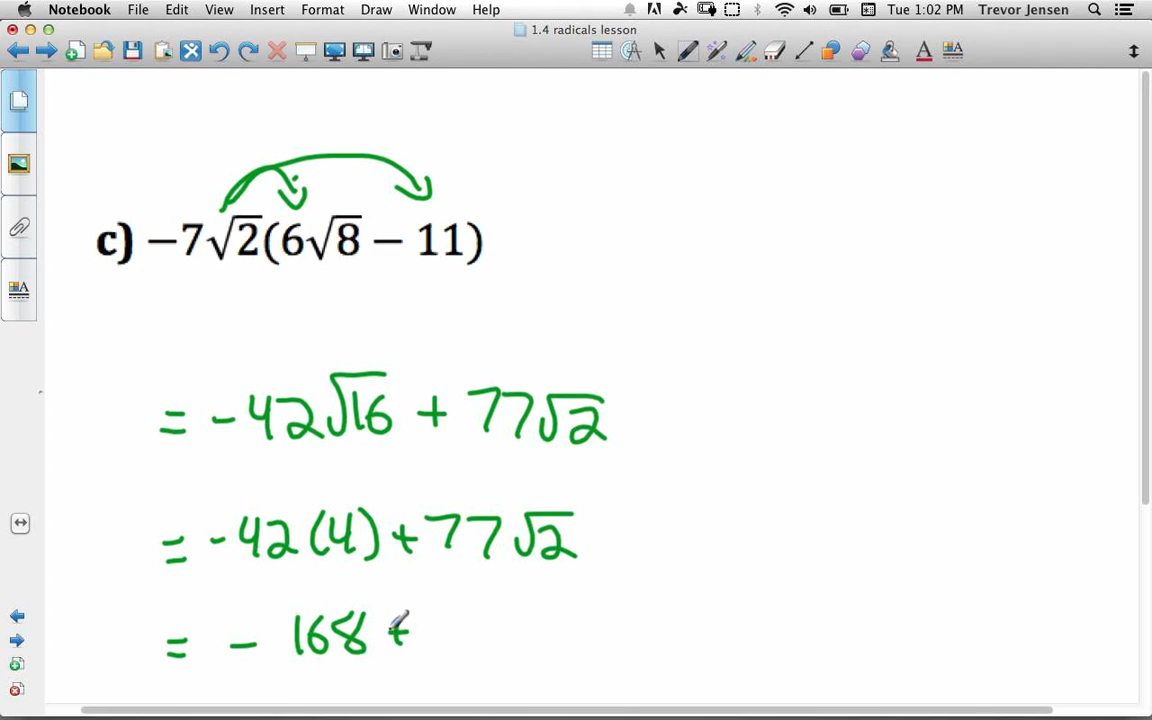 Notebook File Edit View Insert Format Draw Window Help Tue 1:02 PM Trevor Jensen
1.4 radicals lesson
c) −7√2(6√8 − 11)
= -42√16 + 77√2
= -42(4) + 77√2
= - 168 +